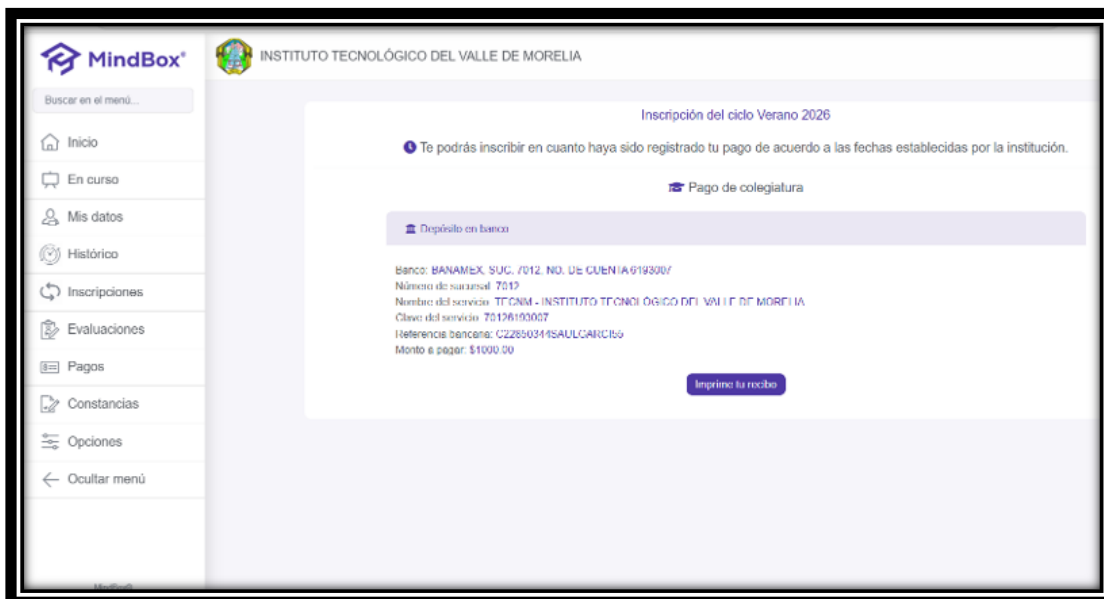 MindBox®
INSTITUTO TECNOLÓGICO DEL VALLE DE MORELIA
Buscar en el menú...
Inicio
En curso
Mis datos
Histórico
Inscripciones
Evaluaciones
Pagos
Constancias
Opciones
Ocultar menú
Inscripción del ciclo Verano 2026
Te podrás inscribir en cuanto haya sido registrado tu pago de acuerdo a las fechas establecidas por la institución.
Pago de colegiatura
Depósito en banco
Banco: BANAMEX, SUC. 7012, NO. DE CUENTA 6193007
Número de sucursal: 7012
Nombre del servicio: TECNM - INSTITUTO TECNOLÓGICO DEL VALLE DE MORELIA
Clave del servicio: 70126193007
Referencia bancaria:
Monto a pagar: $1000.00
Imprime tu recibo